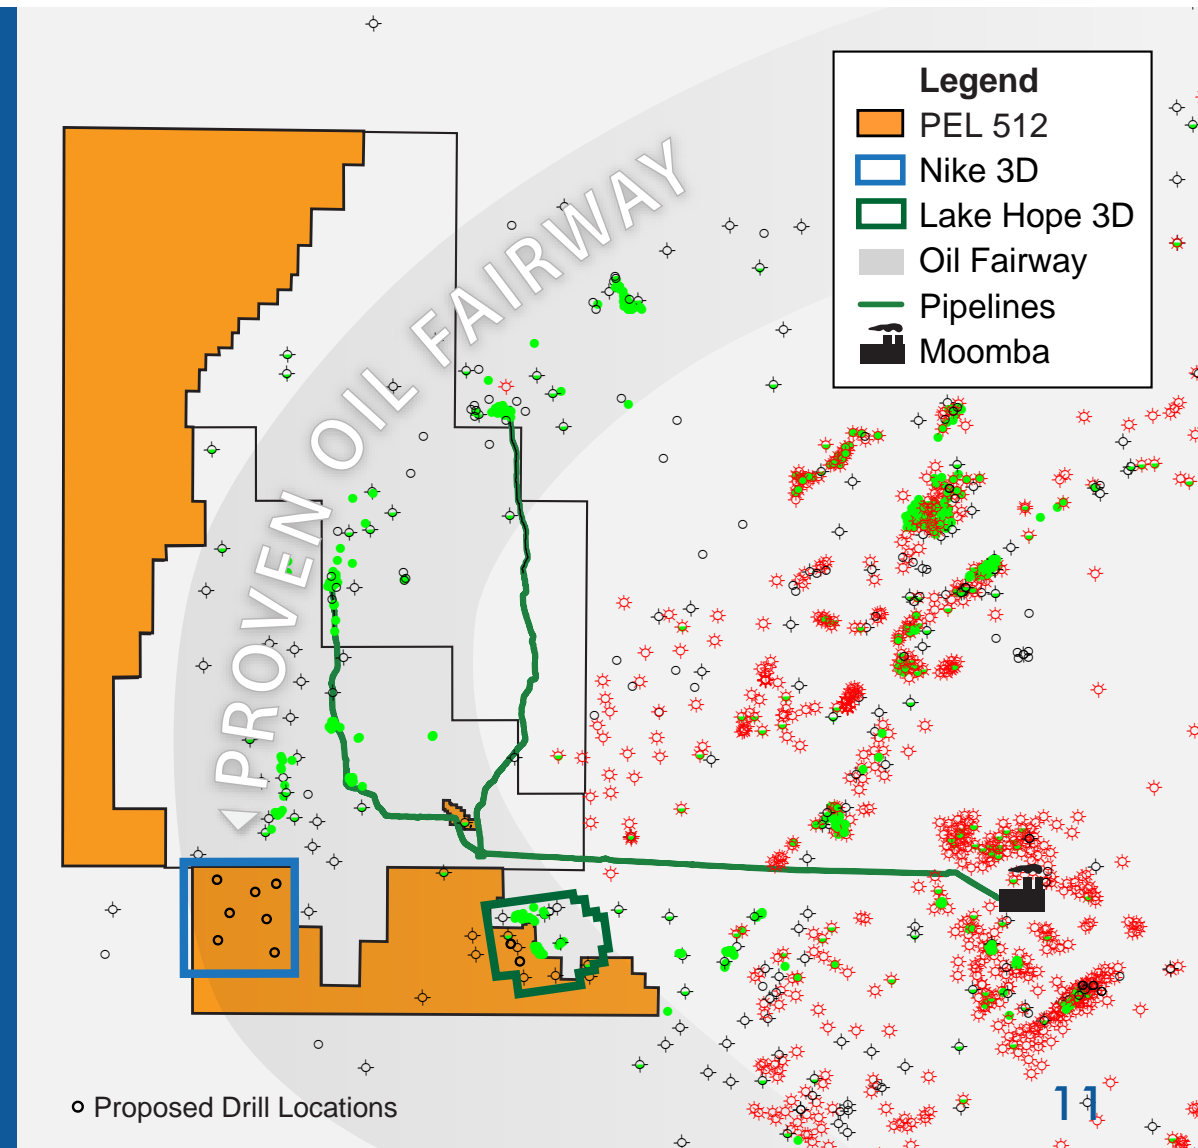 Legend
PEL 512
Nike 3D
Lake Hope 3D
Oil Fairway
Pipelines
Moomba
PROVEN OIL FAIRWAY
Proposed Drill Locations
11